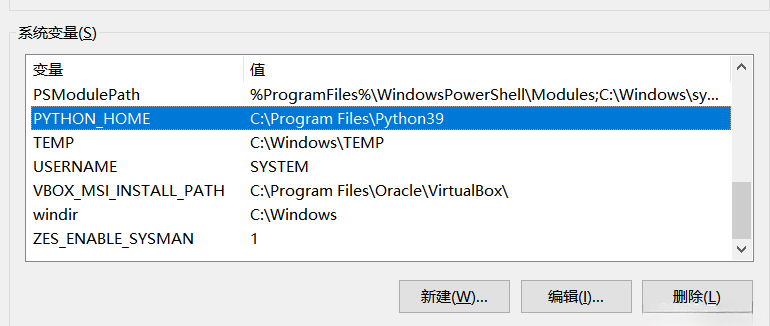 系统变量(S)
变量 值
PSModulePath %ProgramFiles%\WindowsPowerShell\Modules;C:\Windows\sy...
PYTHON_HOME C:\Program Files\Python39
TEMP C:\Windows\TEMP
USERNAME SYSTEM
VBOX_MSI_INSTALL_PATH C:\Program Files\Oracle\VirtualBox\
windir C:\Windows
ZES_ENABLE_SYSMAN 1
新建(W)... 编辑(I)... 删除(L)